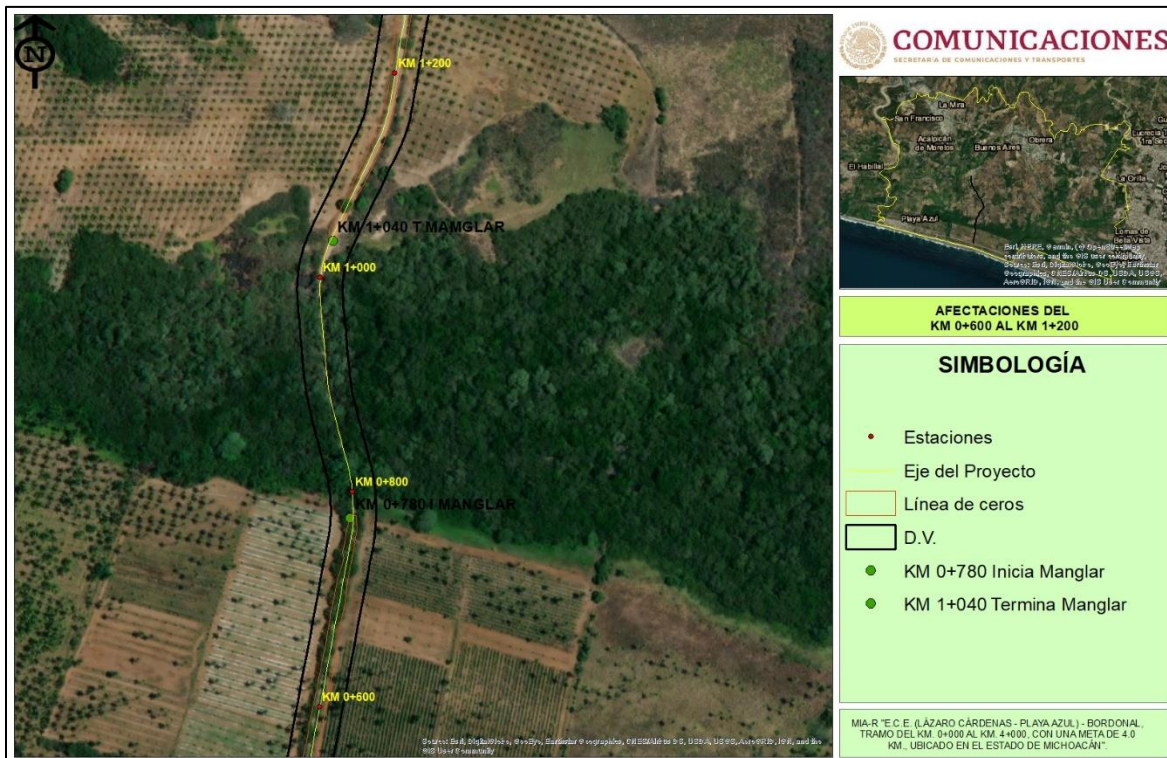 N
KM 1+200
KM 1+040 T MAMGLAR
KM 1+000
KM 0+800
KM 0+780 I MANGLAR
KM 0+600
COMUNICACIONES
SECRETARÍA DE COMUNICACIONES Y TRANSPORTES
La Mira
San Francisco
Acalpican
de Morelos
Buenos Aires
Obrera
El Habillal
La Orilla
Playa Azul
Lomas de
Bella Vista
AFECTACIONES DEL
KM 0+600 AL KM 1+200
SIMBOLOGÍA
Estaciones
Eje del Proyecto
Línea de ceros
D.V.
KM 0+780 Inicia Manglar
KM 1+040 Termina Manglar
MIA-R "E.C.E. (LÁZARO CÁRDENAS - PLAYA AZUL) - BORDONAL,
TRAMO DEL KM. 0+000 AL KM. 4+000, CON UNA META DE 4.0
KM., UBICADO EN EL ESTADO DE MICHOACÁN".